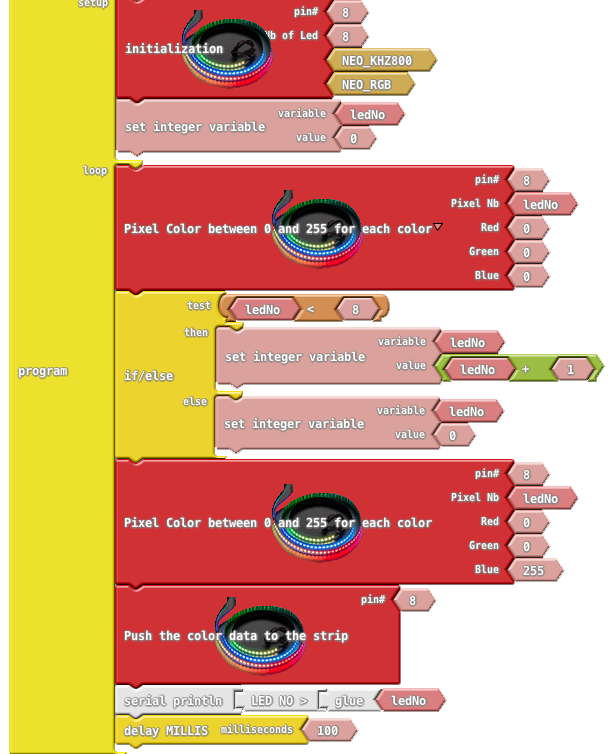 setup
pin# 8
Nb of Led 8
initialization
NEO_KHZ800
NEO_RGB
set integer variable
variable ledNo
value 0
loop
pin# 8
Pixel Nb ledNo
Pixel Color between 0 and 255 for each color
Red 0
Green 0
Blue 0
program
if/else
test ledNo < 8
then
set integer variable
variable ledNo
value ledNo + 1
else
set integer variable
variable ledNo
value 0
pin# 8
Pixel Nb ledNo
Pixel Color between 0 and 255 for each color
Red 0
Green 0
Blue 255
pin# 8
Push the color data to the strip
serial println LED NO > glue ledNo
delay MILLIS milliseconds 100